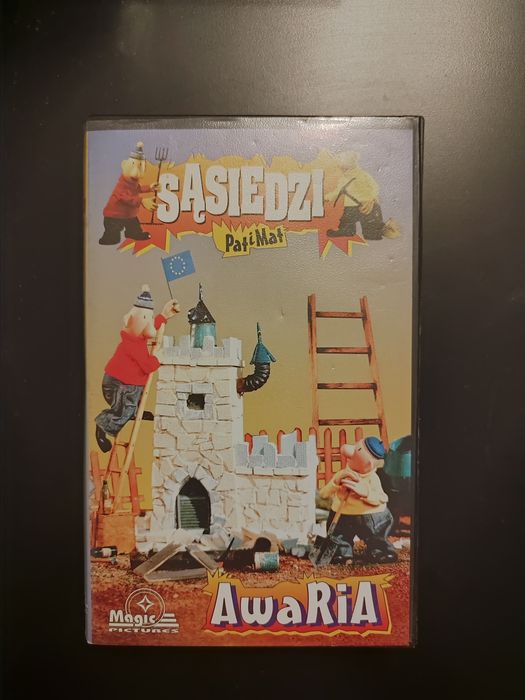 SĄSIEDZI
Pat i Mat
AwaRiA
Magic
PICTURES